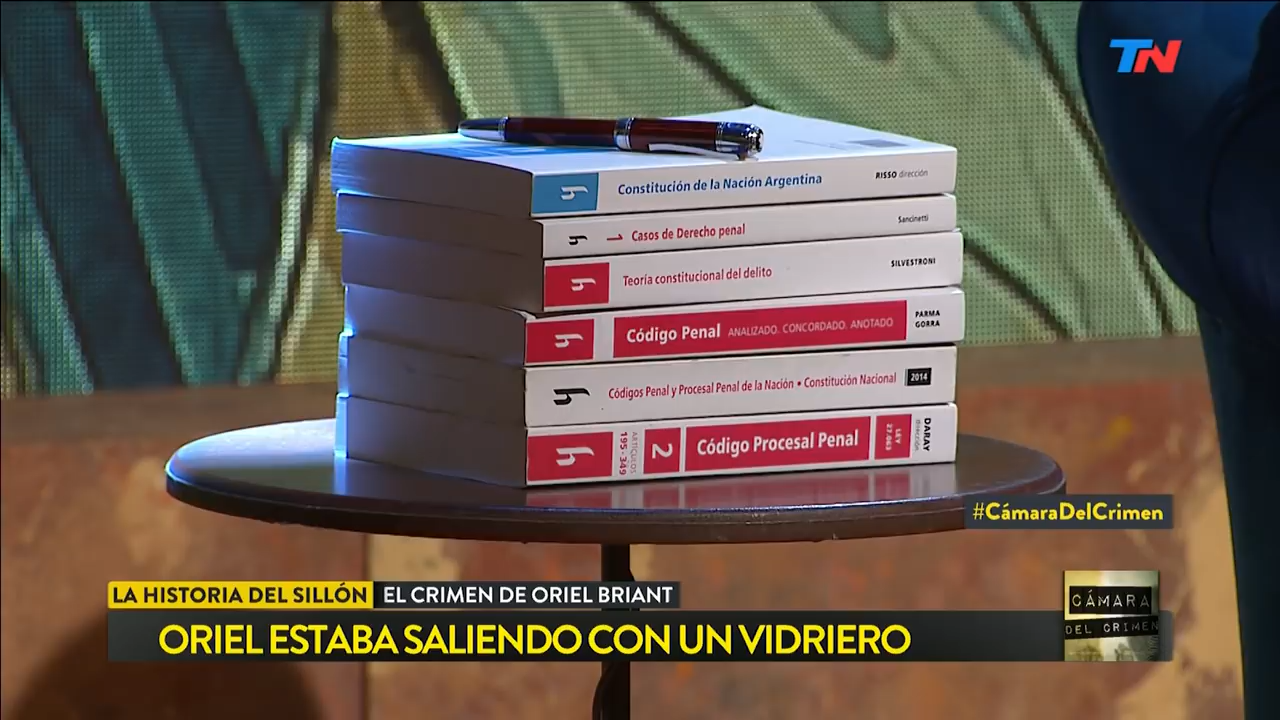 TN
Constitución de la Nación Argentina RISSO dirección
1 Casos de Derecho penal Sancinetti
Teoría constitucional del delito SILVESTRONI
Código Penal ANALIZADO. CONCORDADO. ANOTADO PARMA GORRA
Códigos Penal y Procesal Penal de la Nación • Constitución Nacional 2014
ARTÍCULOS 195 - 349 2 Código Procesal Penal LEY 27.063 DARAY dirección
#CámaraDelCrimen
LA HISTORIA DEL SILLÓN EL CRIMEN DE ORIEL BRIANT
CÁMARA
DEL CRIMEN
ORIEL ESTABA SALIENDO CON UN VIDRIERO